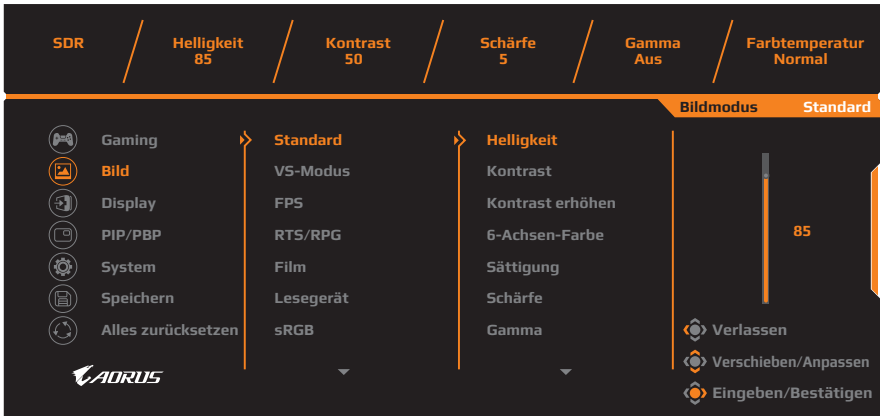 SDR
Helligkeit
85
Kontrast
50
Schärfe
5
Gamma
Aus
Farbtemperatur
Normal
Bildmodus Standard
Gaming
Bild
Display
PIP/PBP
System
Speichern
Alles zurücksetzen
Standard
VS-Modus
FPS
RTS/RPG
Film
Lesegerät
sRGB
Helligkeit
Kontrast
Kontrast erhöhen
6-Achsen-Farbe
Sättigung
Schärfe
Gamma
85
Verlassen
Verschieben/Anpassen
Eingeben/Bestätigen
AORUS